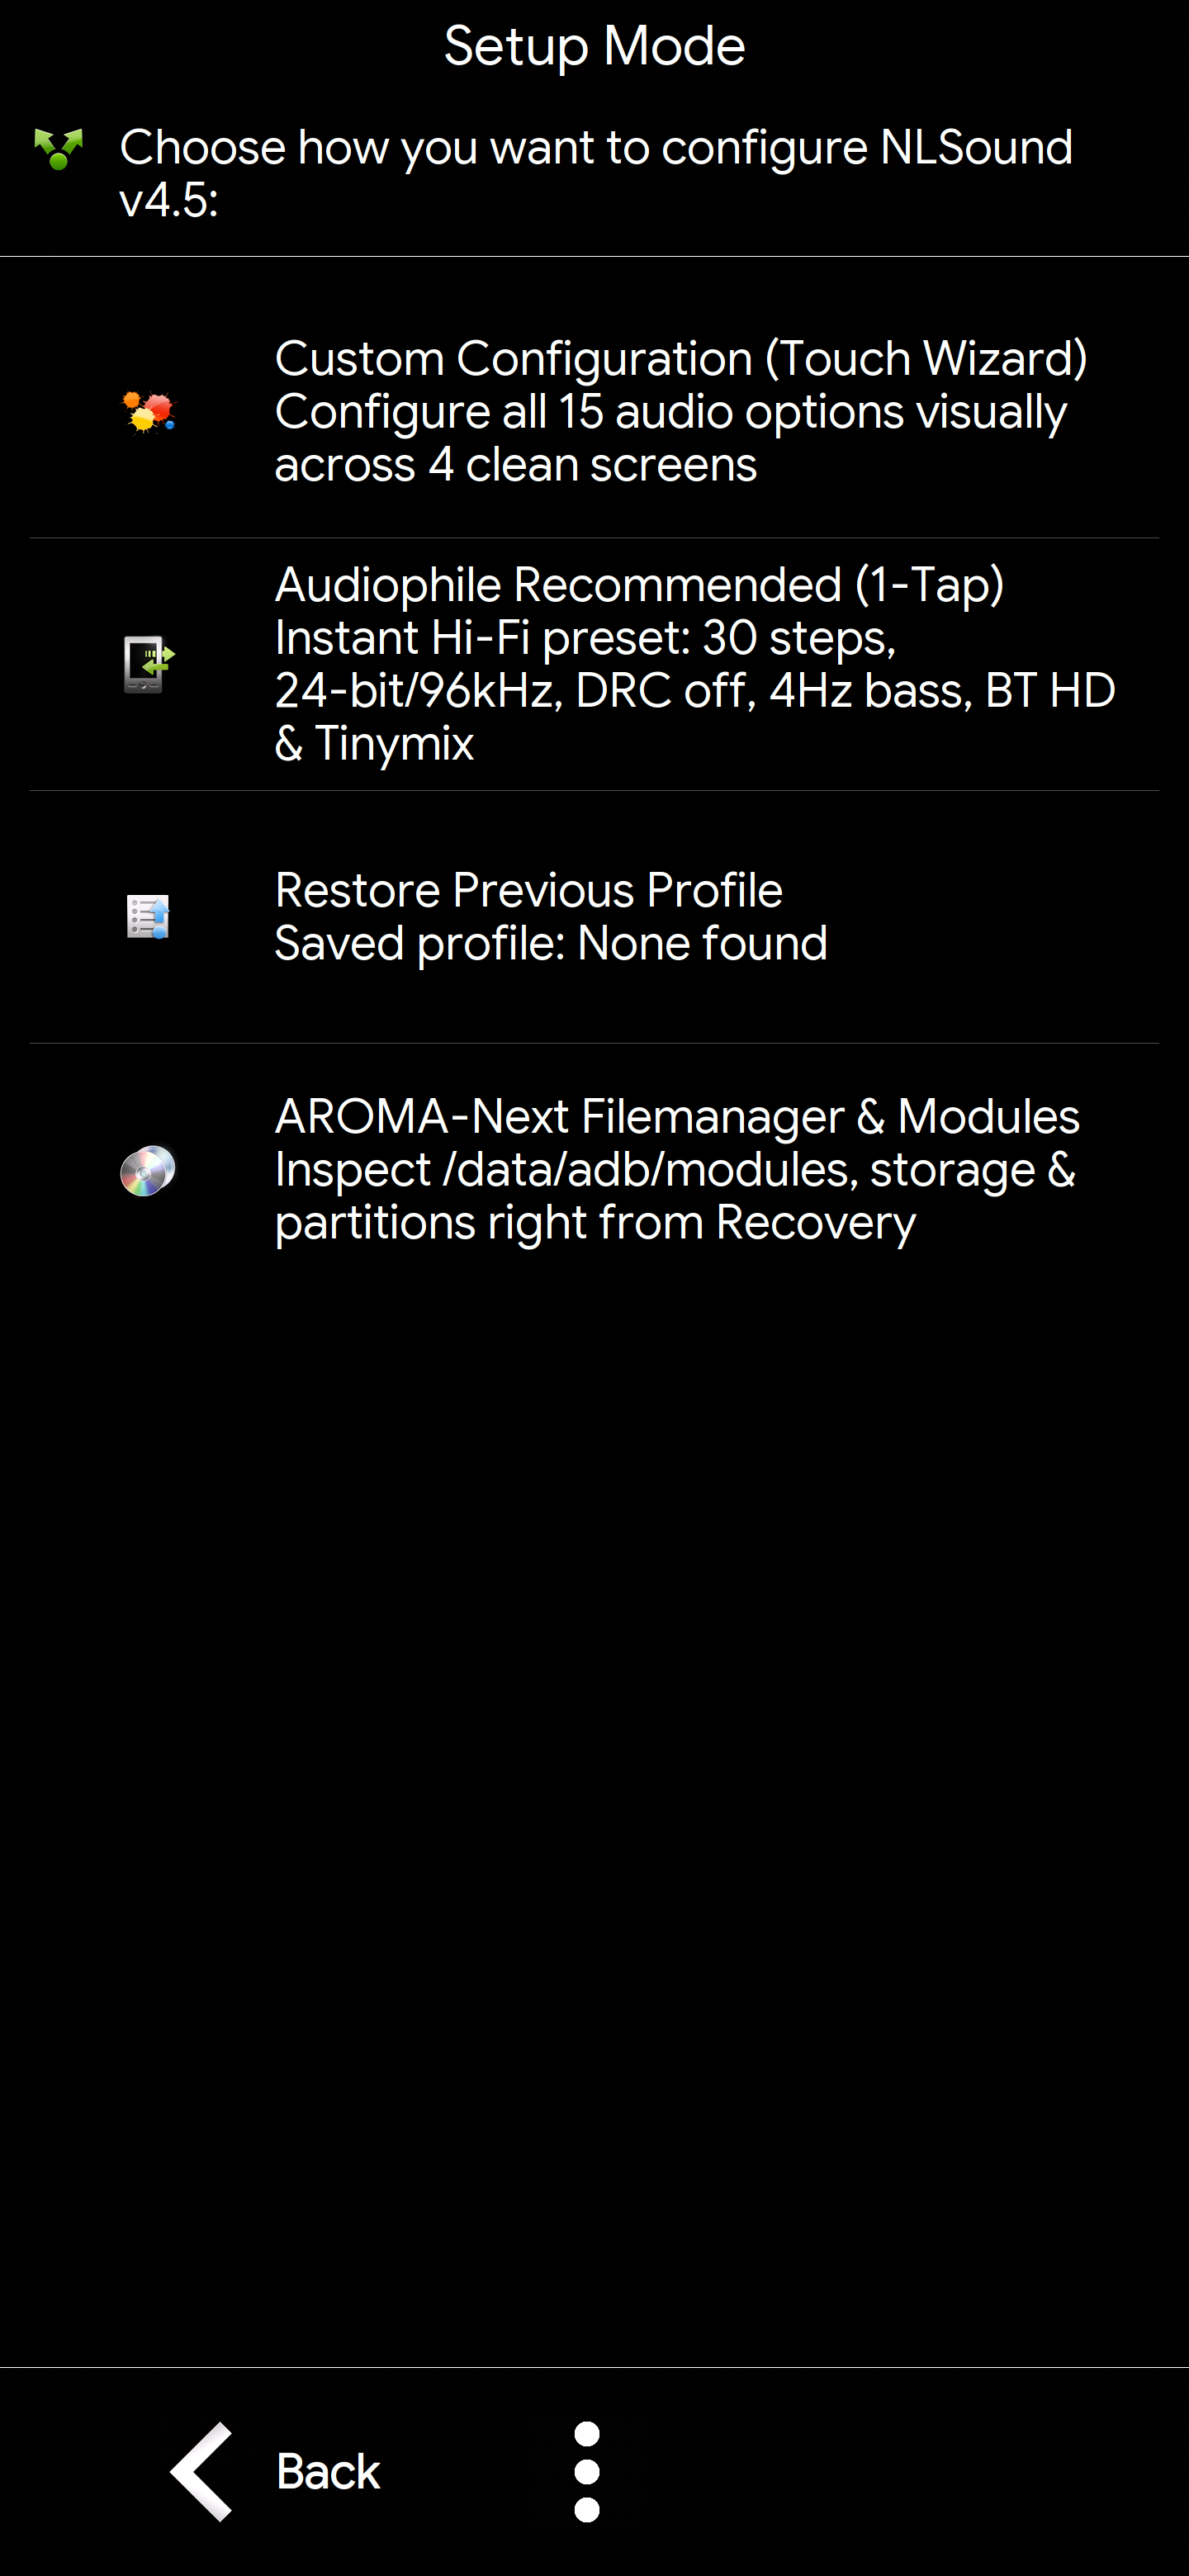 Setup Mode
Choose how you want to configure NLSound
v4.5:
Custom Configuration (Touch Wizard)
Configure all 15 audio options visually
across 4 clean screens
Audiophile Recommended (1-Tap)
Instant Hi-Fi preset: 30 steps,
24-bit/96kHz, DRC off, 4Hz bass, BT HD
& Tinymix
Restore Previous Profile
Saved profile: None found
AROMA-Next Filemanager & Modules
Inspect /data/adb/modules, storage &
partitions right from Recovery
Back